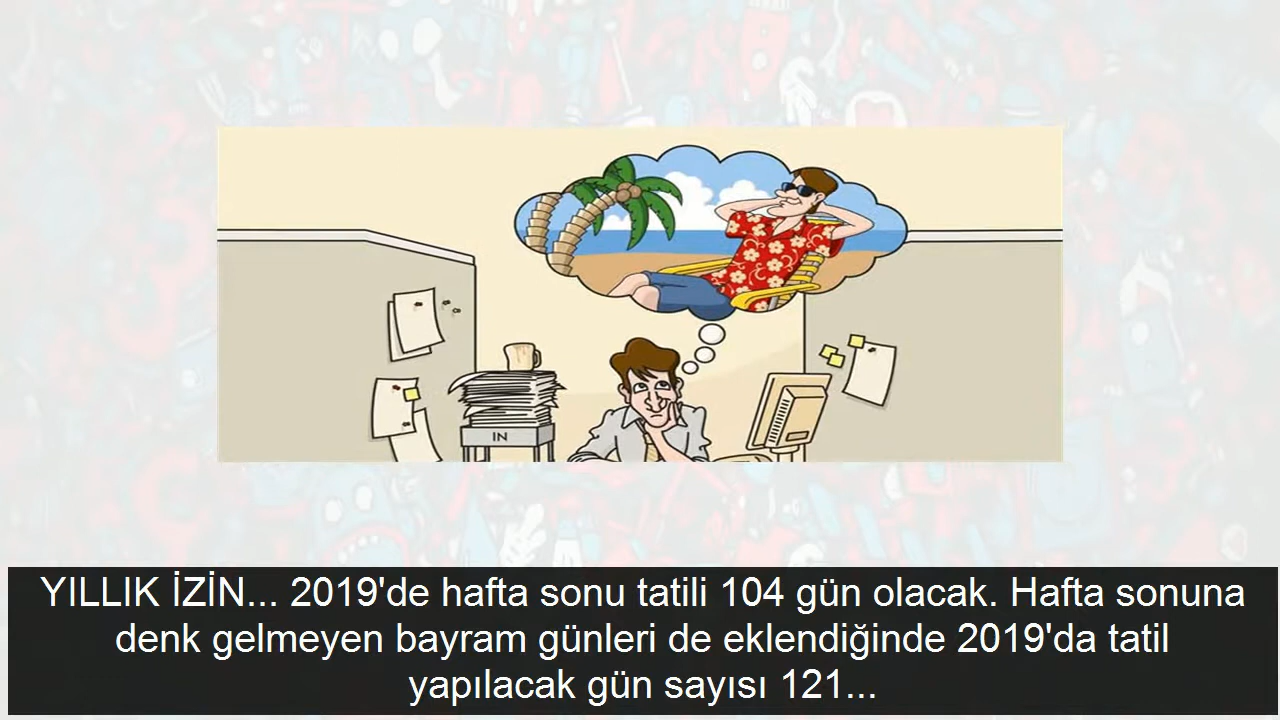 IN
YILLIK İZİN... 2019'de hafta sonu tatili 104 gün olacak. Hafta sonuna
denk gelmeyen bayram günleri de eklendiğinde 2019'da tatil
yapılacak gün sayısı 121...